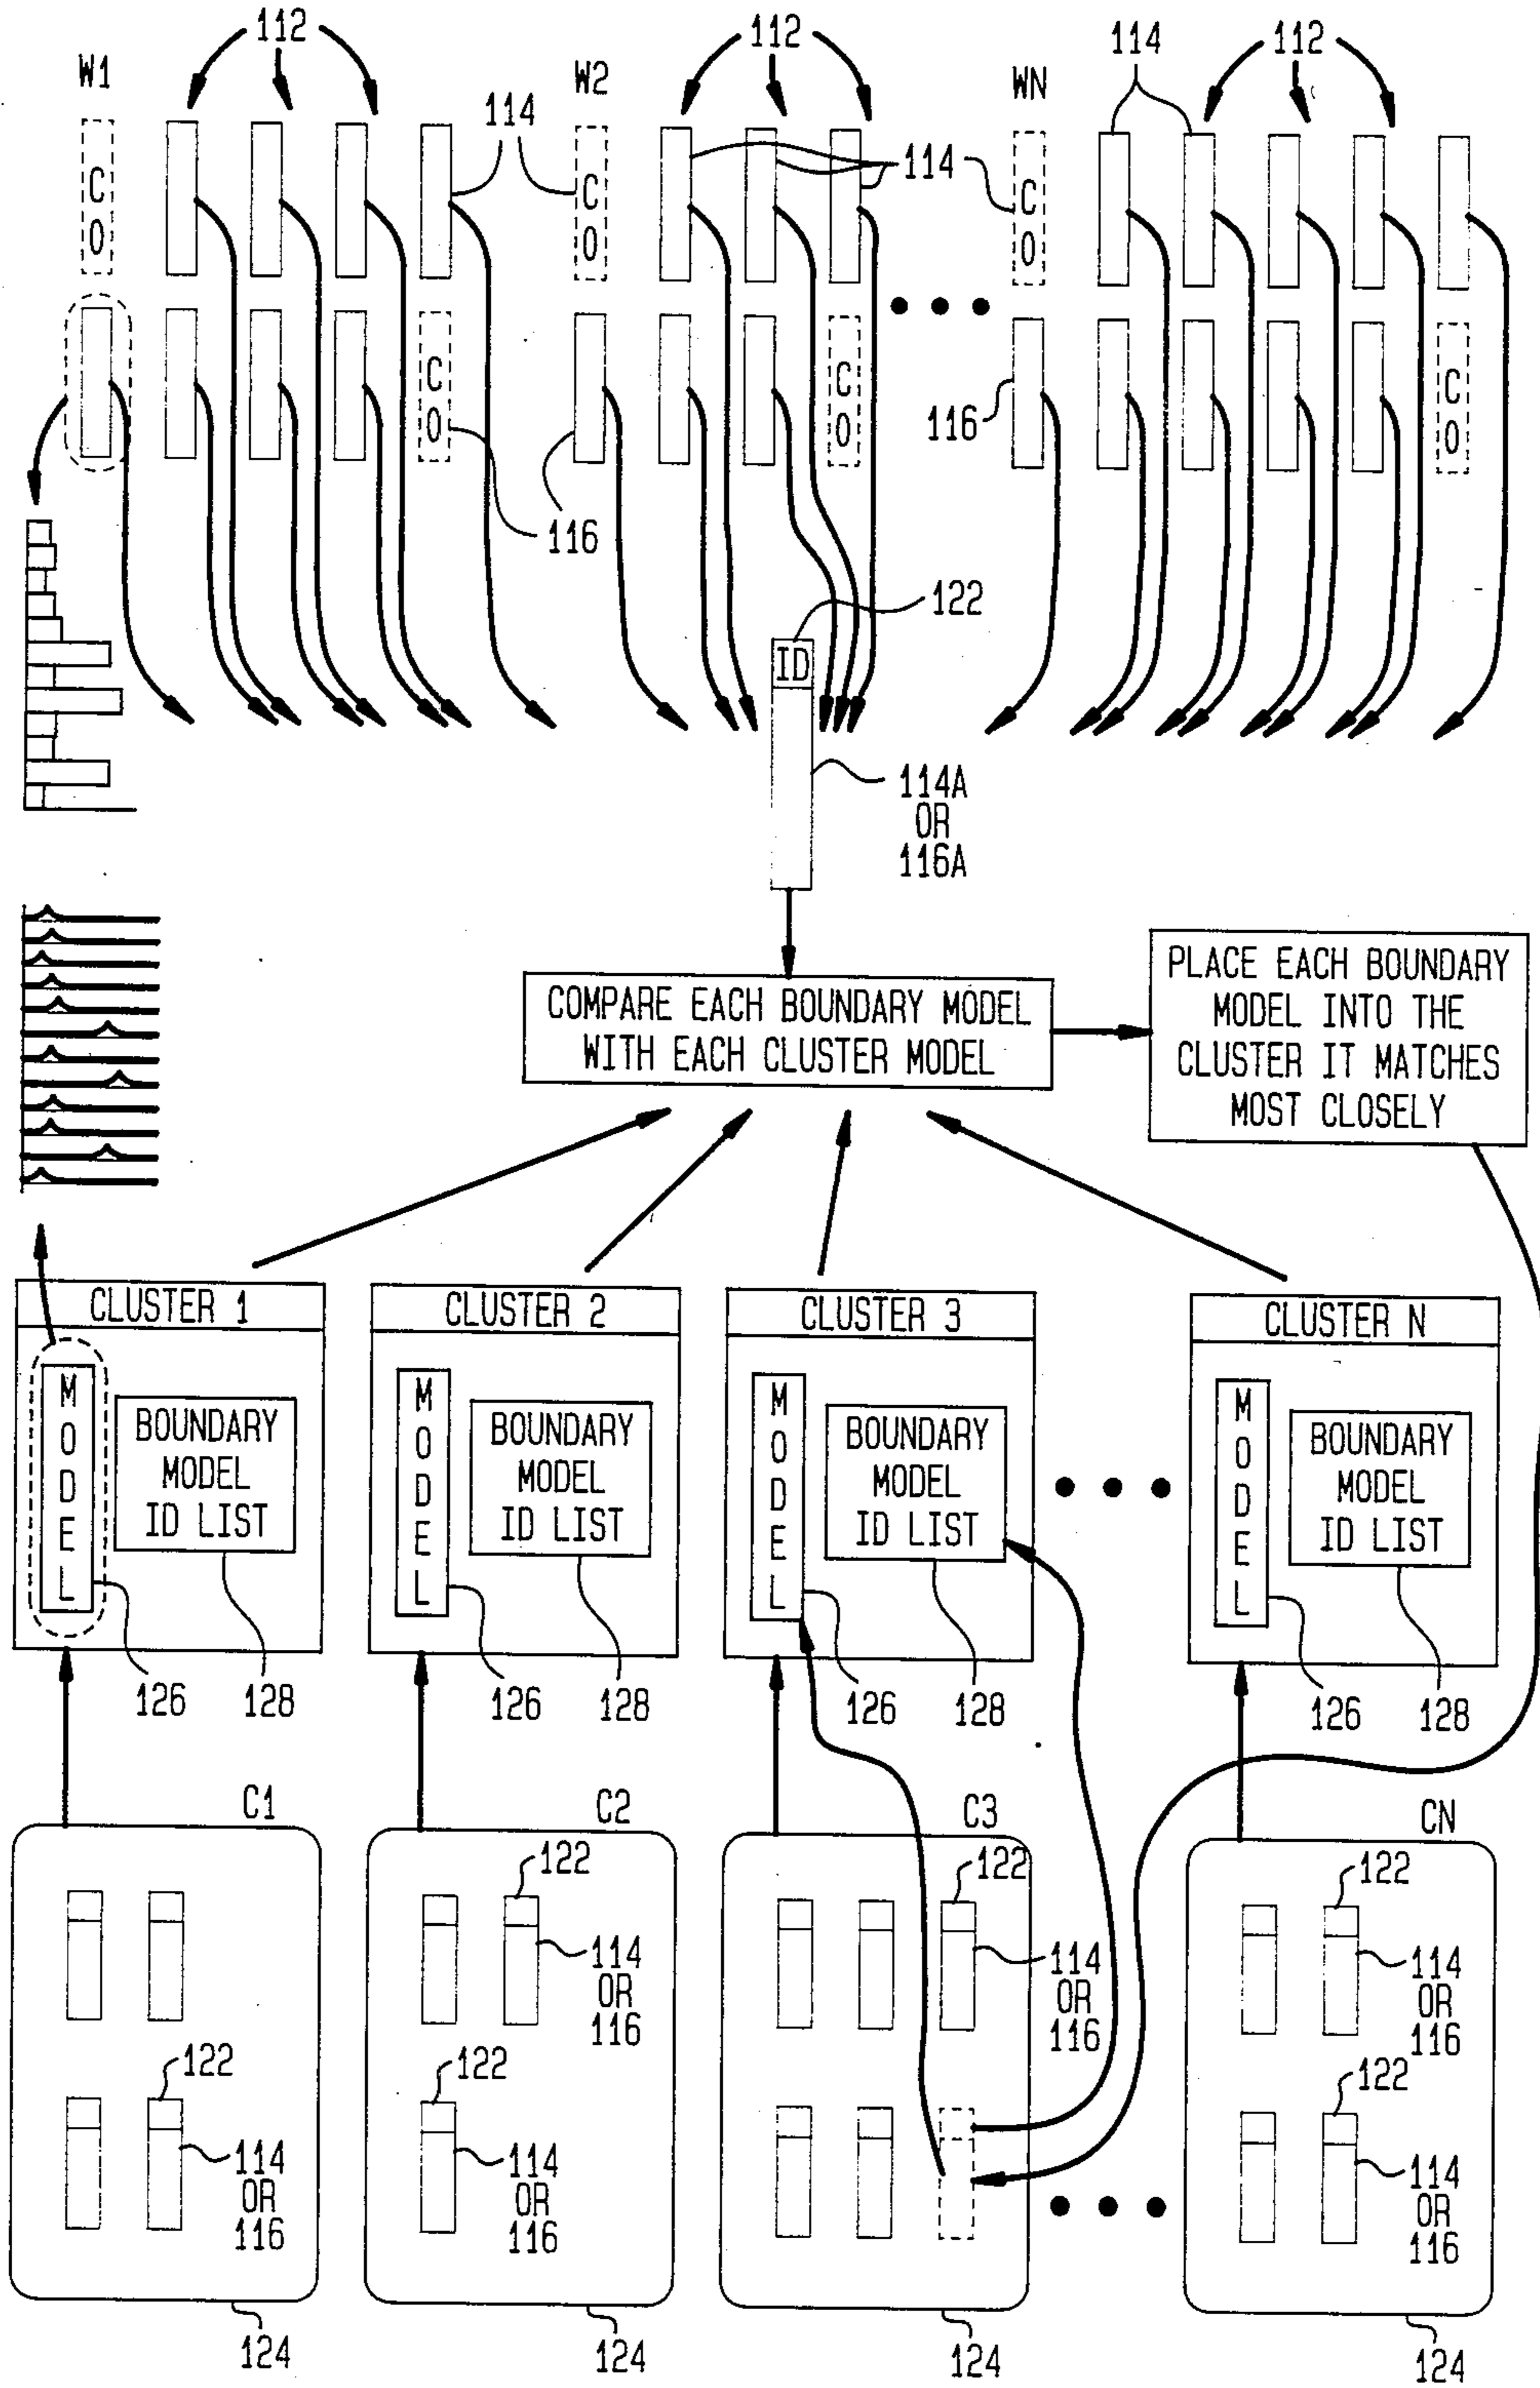 112
112
114
112
W1
W2
WN
114
114
C
O
C
O
C
O
C
O
C
O
C
O
116
116
122
ID
114A
OR
116A
COMPARE EACH BOUNDARY MODEL
WITH EACH CLUSTER MODEL
PLACE EACH BOUNDARY
MODEL INTO THE
CLUSTER IT MATCHES
MOST CLOSELY
CLUSTER 1
MODEL
BOUNDARY
MODEL
ID LIST
126
128
CLUSTER 2
MODEL
BOUNDARY
MODEL
ID LIST
126
128
CLUSTER 3
MODEL
BOUNDARY
MODEL
ID LIST
126
128
CLUSTER N
MODEL
BOUNDARY
MODEL
ID LIST
126
128
C1
122
114
OR
116
124
C2
122
114
OR
116
122
114
OR
116
124
C3
122
114
OR
116
124
CN
122
114
OR
116
122
114
OR
116
124